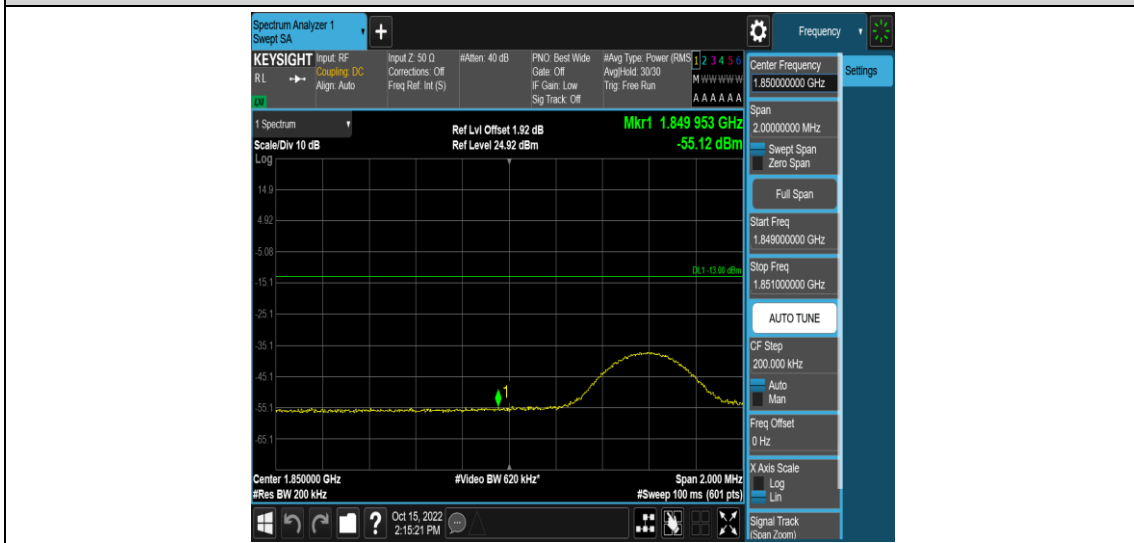 Spectrum Analyzer 1
Swept SA
+
Frequency
KEYSIGHT
RL
Input: RF
Coupling: DC
Align: Auto
Input Z: 50 Ω
Corrections: Off
Freq Ref: Int (S)
#Atten: 40 dB
PNO: Best Wide
Gate: Off
IF Gain: Low
Sig Track: Off
#Avg Type: Power (RMS
Avg|Hold: 30/30
Trig: Free Run
1 2 3 4 5 6
M W W W W W
A A A A A A
1 Spectrum
Scale/Div 10 dB
Ref Lvl Offset 1.92 dB
Ref Level 24.92 dBm
Mkr1 1.849 953 GHz
-55.12 dBm
Log
14.9
4.92
-5.08
DL1 -13.00 dBm
-15.1
-25.1
-35.1
-45.1
1
-55.1
-65.1
Center 1.850000 GHz
#Res BW 200 kHz
#Video BW 620 kHz*
Span 2.000 MHz
#Sweep 100 ms (601 pts)
?
Oct 15, 2022
2:15:21 PM
Settings
Center Frequency
1.850000000 GHz
Span
2.00000000 MHz
Swept Span
Zero Span
Full Span
Start Freq
1.849000000 GHz
Stop Freq
1.851000000 GHz
AUTO TUNE
CF Step
200.000 kHz
Auto
Man
Freq Offset
0 Hz
X Axis Scale
Log
Lin
Signal Track
(Span Zoom)